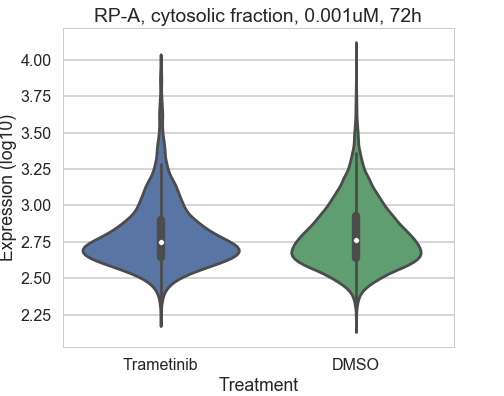 RP-A, cytosolic fraction, 0.001uM, 72h
Expression (log10)
4.00
3.75
3.50
3.25
3.00
2.75
2.50
2.25
Trametinib
DMSO
Treatment